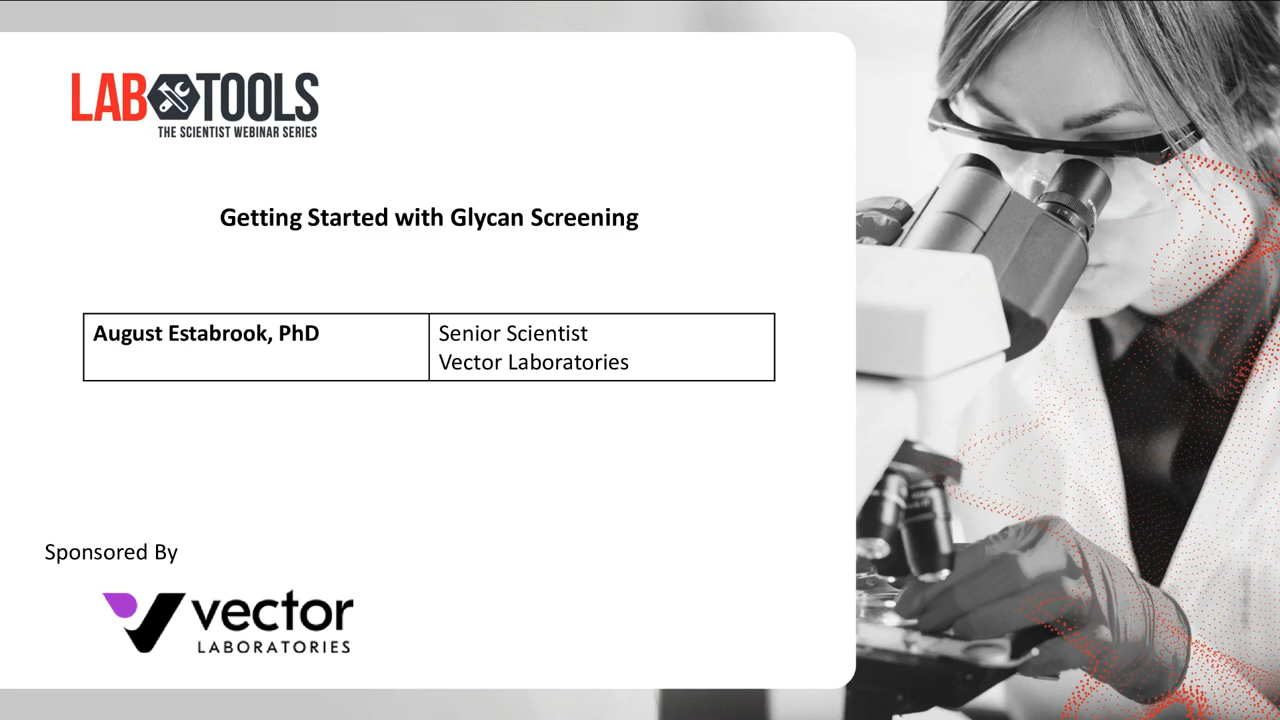 LAB TOOLS
THE SCIENTIST WEBINAR SERIES
Getting Started with Glycan Screening
August Estabrook, PhD
Senior Scientist
Vector Laboratories
Sponsored By
vector
LABORATORIES